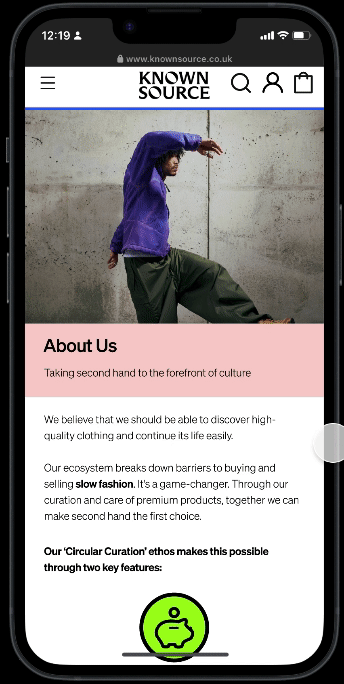 12:19
www.knownsource.co.uk
KNOWN
SOURCE
About Us
Taking second hand to the forefront of culture
We believe that we should be able to discover high-
quality clothing and continue its life easily.
Our ecosystem breaks down barriers to buying and
selling slow fashion. It's a game-changer. Through our
curation and care of premium products, together we can
make second hand the first choice.
Our ‘Circular Curation’ ethos makes this possible
through two key features: